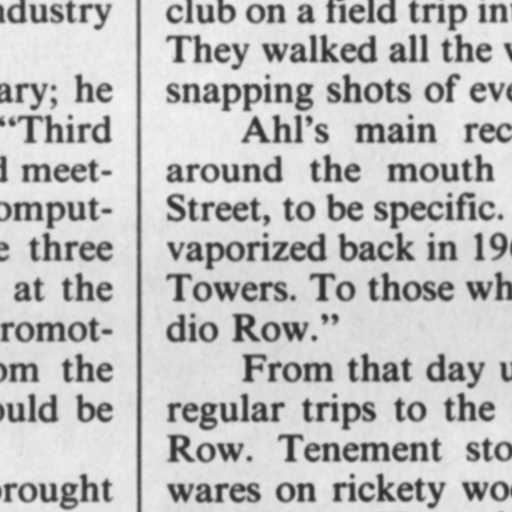 ndustry
ary; he
"Third
d meet-
omput-
e three
at the
romot-
om the
ould be
rought
club on a field trip in
They walked all the
snapping shots of eve
Ahl's main rec
around the mouth
Street, to be specific.
vaporized back in 196
Towers. To those wh
dio Row."
From that day u
regular trips to the
Row. Tenement sto
wares on rickety woo